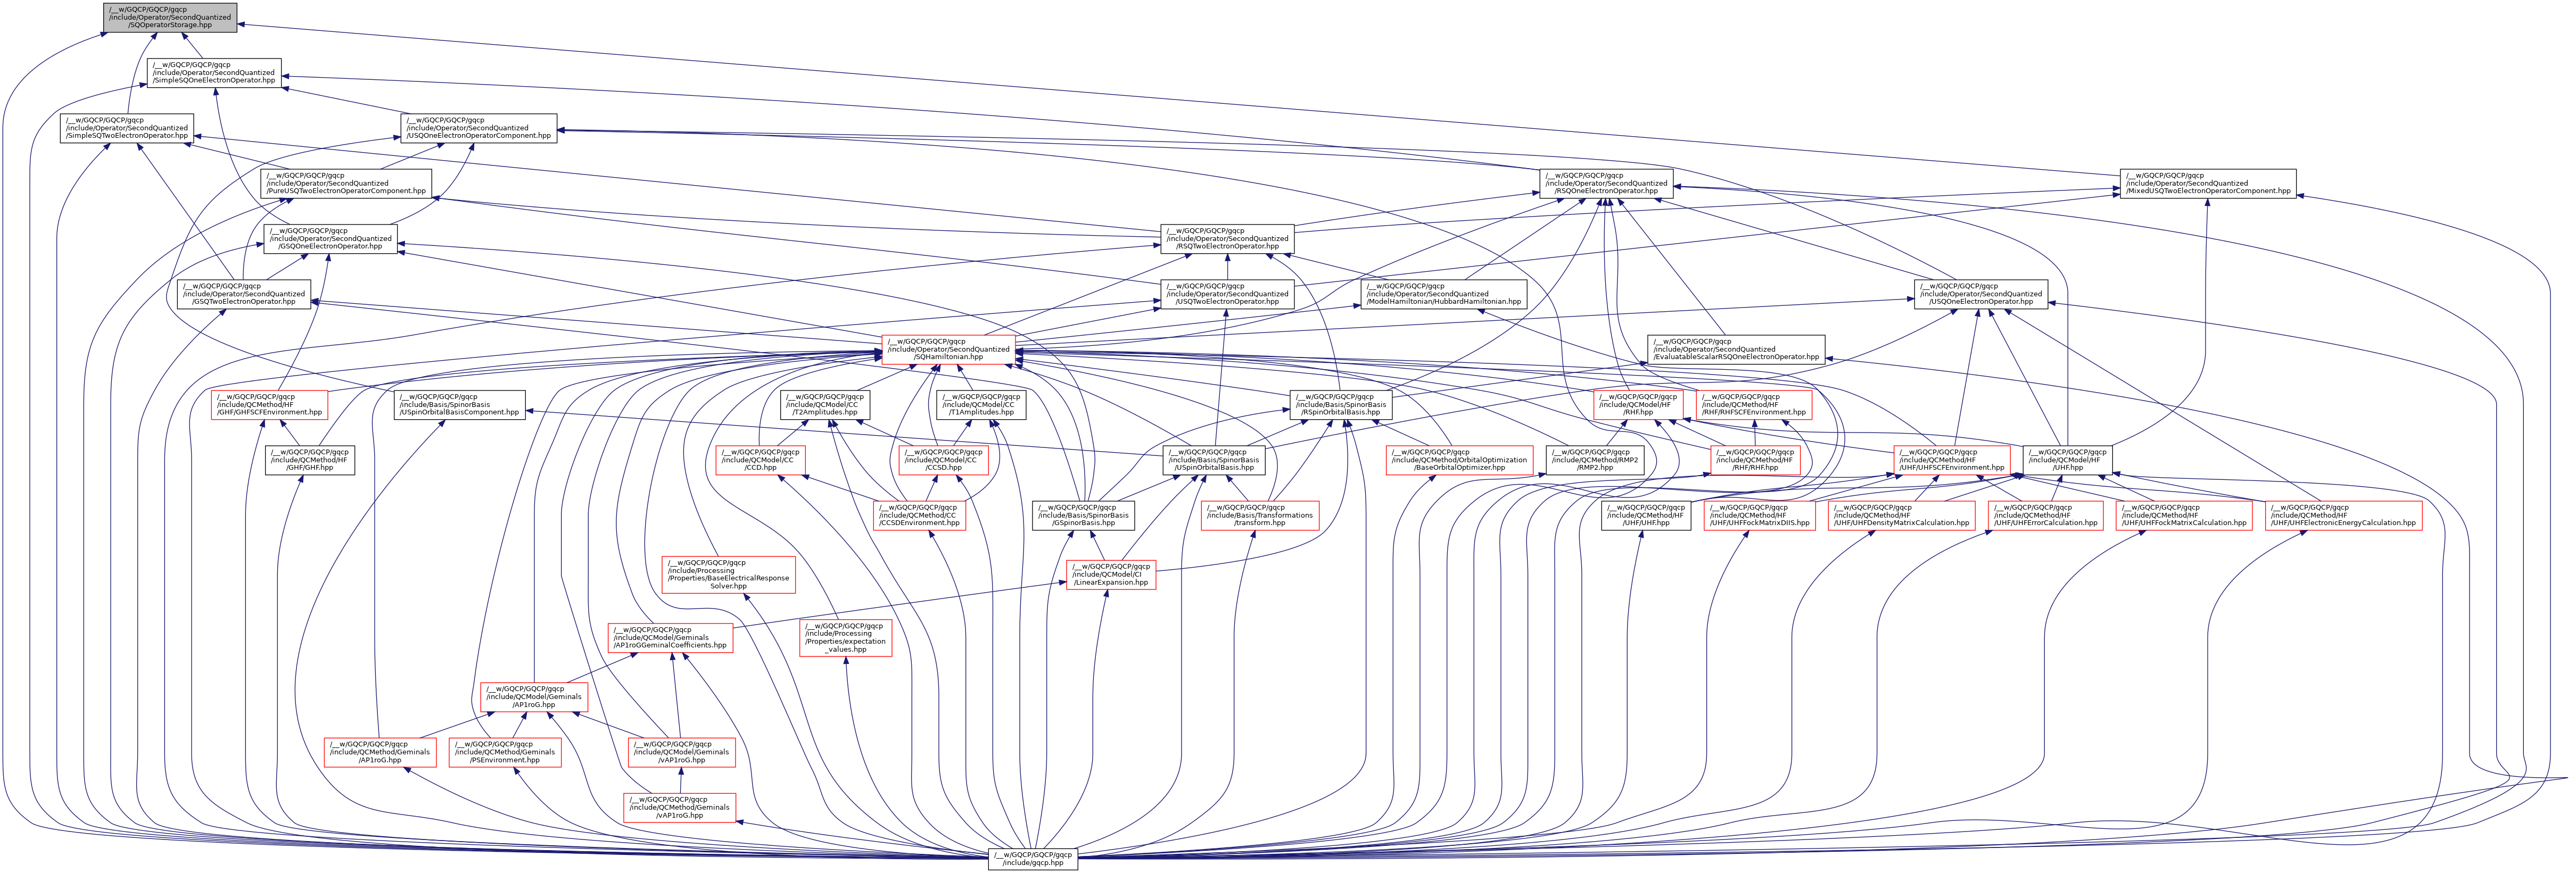 /__w/GQCP/GQCP/gqcp
/include/Operator/SecondQuantized
/SQOperatorStorage.hpp
/__w/GQCP/GQCP/gqcp
/include/Operator/SecondQuantized
/SimpleSQOneElectronOperator.hpp
/__w/GQCP/GQCP/gqcp
/include/Operator/SecondQuantized
/SimpleSQTwoElectronOperator.hpp
/__w/GQCP/GQCP/gqcp
/include/Operator/SecondQuantized
/USQOneElectronOperatorComponent.hpp
/__w/GQCP/GQCP/gqcp
/include/Operator/SecondQuantized
/PureUSQTwoElectronOperatorComponent.hpp
/__w/GQCP/GQCP/gqcp
/include/Operator/SecondQuantized
/RSQOneElectronOperator.hpp
/__w/GQCP/GQCP/gqcp
/include/Operator/SecondQuantized
/MixedUSQTwoElectronOperatorComponent.hpp
/__w/GQCP/GQCP/gqcp
/include/Operator/SecondQuantized
/GSQOneElectronOperator.hpp
/__w/GQCP/GQCP/gqcp
/include/Operator/SecondQuantized
/RSQTwoElectronOperator.hpp
/__w/GQCP/GQCP/gqcp
/include/Operator/SecondQuantized
/GSQTwoElectronOperator.hpp
/__w/GQCP/GQCP/gqcp
/include/Operator/SecondQuantized
/USQTwoElectronOperator.hpp
/__w/GQCP/GQCP/gqcp
/include/Operator/SecondQuantized
/ModelHamiltonian/HubbardHamiltonian.hpp
/__w/GQCP/GQCP/gqcp
/include/Operator/SecondQuantized
/USQOneElectronOperator.hpp
/__w/GQCP/GQCP/gqcp
/include/Operator/SecondQuantized
/SQHamiltonian.hpp
/__w/GQCP/GQCP/gqcp
/include/Operator/SecondQuantized
/EvaluatableScalarRSQOneElectronOperator.hpp
/__w/GQCP/GQCP/gqcp
/include/QCMethod/HF
/GHF/GHFSCFEnvironment.hpp
/__w/GQCP/GQCP/gqcp
/include/Basis/SpinorBasis
/USpinOrbitalBasisComponent.hpp
/__w/GQCP/GQCP/gqcp
/include/QCModel/CC
/T2Amplitudes.hpp
/__w/GQCP/GQCP/gqcp
/include/QCModel/CC
/T1Amplitudes.hpp
/__w/GQCP/GQCP/gqcp
/include/Basis/SpinorBasis
/RSpinOrbitalBasis.hpp
/__w/GQCP/GQCP/gqcp
/include/QCModel/HF
/RHF.hpp
/__w/GQCP/GQCP/gqcp
/include/QCMethod/HF
/RHF/RHFSCFEnvironment.hpp
/__w/GQCP/GQCP/gqcp
/include/QCMethod/HF
/GHF/GHF.hpp
/__w/GQCP/GQCP/gqcp
/include/QCModel/CC
/CCD.hpp
/__w/GQCP/GQCP/gqcp
/include/QCModel/CC
/CCSD.hpp
/__w/GQCP/GQCP/gqcp
/include/Basis/SpinorBasis
/USpinOrbitalBasis.hpp
/__w/GQCP/GQCP/gqcp
/include/QCMethod/OrbitalOptimization
/BaseOrbitalOptimizer.hpp
/__w/GQCP/GQCP/gqcp
/include/QCMethod/RMP2
/RMP2.hpp
/__w/GQCP/GQCP/gqcp
/include/QCMethod/HF
/RHF/RHF.hpp
/__w/GQCP/GQCP/gqcp
/include/QCMethod/HF
/UHF/UHFSCFEnvironment.hpp
/__w/GQCP/GQCP/gqcp
/include/QCModel/HF
/UHF.hpp
/__w/GQCP/GQCP/gqcp
/include/QCMethod/CC
/CCSDEnvironment.hpp
/__w/GQCP/GQCP/gqcp
/include/Basis/SpinorBasis
/GSpinorBasis.hpp
/__w/GQCP/GQCP/gqcp
/include/Basis/Transformations
/transform.hpp
/__w/GQCP/GQCP/gqcp
/include/QCMethod/HF
/UHF/UHF.hpp
/__w/GQCP/GQCP/gqcp
/include/QCMethod/HF
/UHF/UHFFockMatrixDIIS.hpp
/__w/GQCP/GQCP/gqcp
/include/QCMethod/HF
/UHF/UHFDensityMatrixCalculation.hpp
/__w/GQCP/GQCP/gqcp
/include/QCMethod/HF
/UHF/UHFErrorCalculation.hpp
/__w/GQCP/GQCP/gqcp
/include/QCMethod/HF
/UHF/UHFFockMatrixCalculation.hpp
/__w/GQCP/GQCP/gqcp
/include/QCMethod/HF
/UHF/UHFElectronicEnergyCalculation.hpp
/__w/GQCP/GQCP/gqcp
/include/Processing
/Properties/BaseElectricalResponse
Solver.hpp
/__w/GQCP/GQCP/gqcp
/include/QCModel/CI
/LinearExpansion.hpp
/__w/GQCP/GQCP/gqcp
/include/QCModel/Geminals
/AP1roGGeminalCoefficients.hpp
/__w/GQCP/GQCP/gqcp
/include/Processing
/Properties/expectation
_values.hpp
/__w/GQCP/GQCP/gqcp
/include/QCModel/Geminals
/AP1roG.hpp
/__w/GQCP/GQCP/gqcp
/include/QCMethod/Geminals
/AP1roG.hpp
/__w/GQCP/GQCP/gqcp
/include/QCMethod/Geminals
/PSEnvironment.hpp
/__w/GQCP/GQCP/gqcp
/include/QCModel/Geminals
/vAP1roG.hpp
/__w/GQCP/GQCP/gqcp
/include/QCMethod/Geminals
/vAP1roG.hpp
/__w/GQCP/GQCP/gqcp
/include/gqcp.hpp